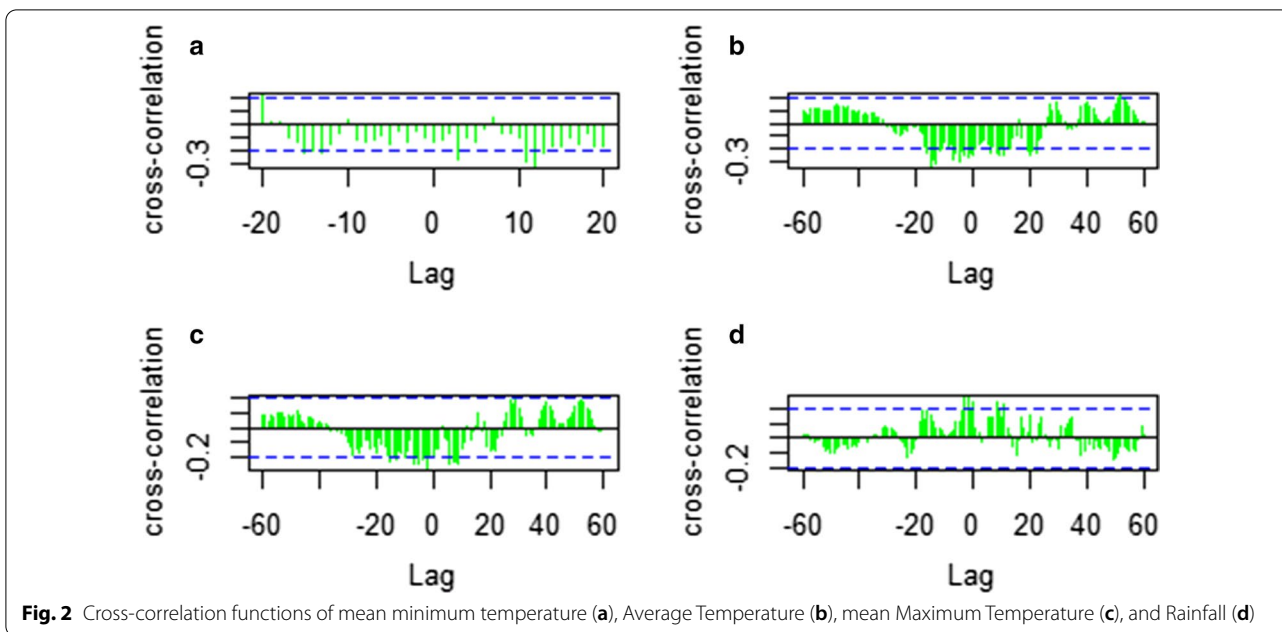 a
cross-correlation
-0.3
-20 -10 0 10 20
Lag
b
cross-correlation
-0.3
-60 -20 0 20 40 60
Lag
c
cross-correlation
-0.2
-60 -20 0 20 40 60
Lag
d
cross-correlation
-0.2
-60 -20 0 20 40 60
Lag
Fig. 2 Cross-correlation functions of mean minimum temperature (a), Average Temperature (b), mean Maximum Temperature (c), and Rainfall (d)